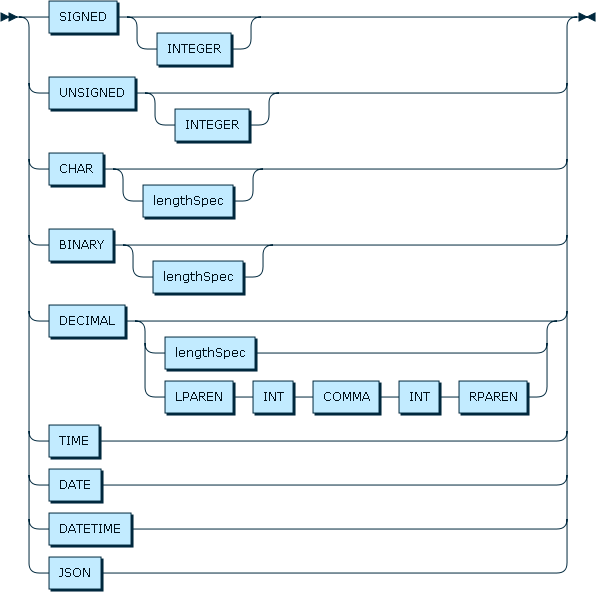 SIGNED
INTEGER
UNSIGNED
INTEGER
CHAR
lengthSpec
BINARY
lengthSpec
DECIMAL
lengthSpec
LPAREN INT COMMA INT RPAREN
TIME
DATE
DATETIME
JSON